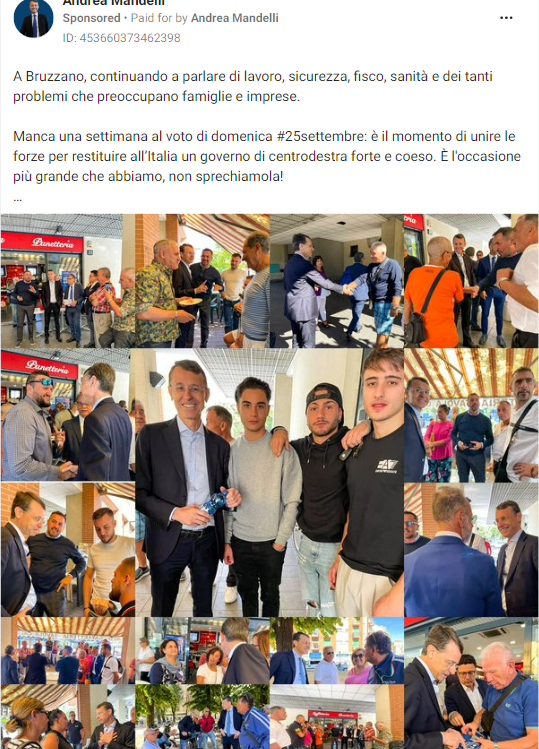 Andrea Mandelli
Sponsored • Paid for by Andrea Mandelli
ID: 453660373462398
A Bruzzano, continuando a parlare di lavoro, sicurezza, fisco, sanità e dei tanti
problemi che preoccupano famiglie e imprese.
Manca una settimana al voto di domenica #25settembre: è il momento di unire le
forze per restituire all’Italia un governo di centrodestra forte e coeso. È l'occasione
più grande che abbiamo, non sprechiamola!
...
Panetteria
Panetteria